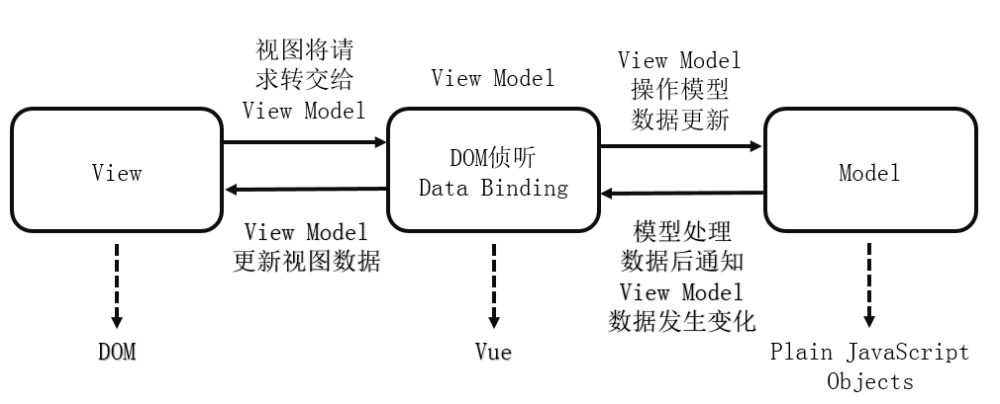 视图将请
求转交给
View Model
View Model
View Model
操作模型
数据更新
View
DOM侦听
Data Binding
Model
View Model
更新视图数据
模型处理
数据后通知
View Model
数据发生变化
DOM
Vue
Plain JavaScript
Objects